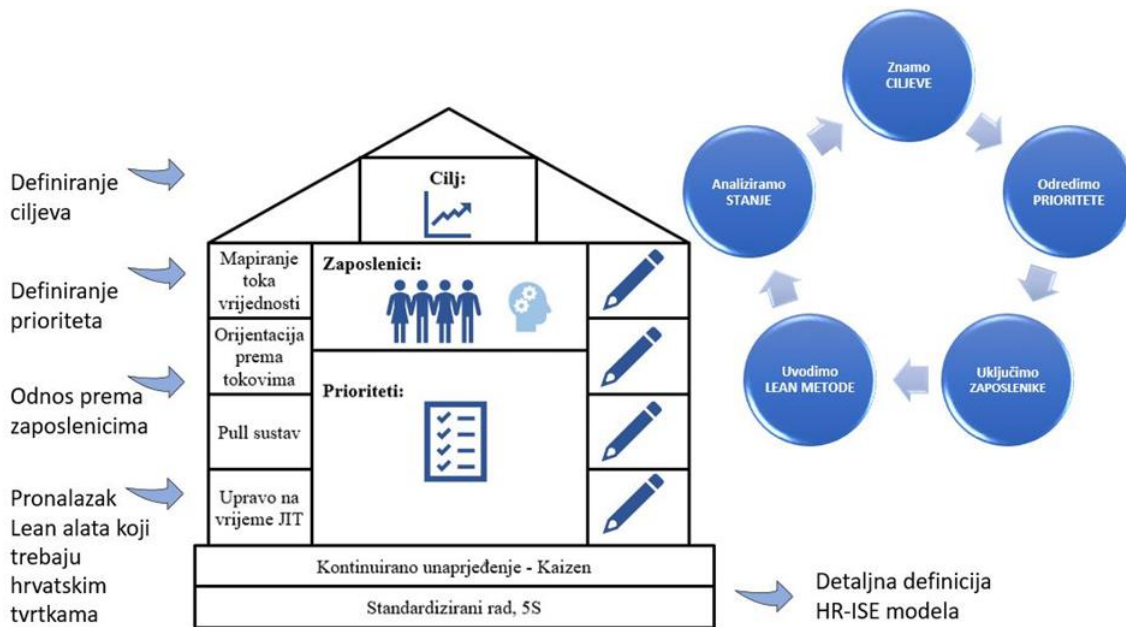 Definiranje
ciljeva
Definiranje
prioriteta
Odnos prema
zaposlenicima
Pronalazak
Lean alata koji
trebaju
hrvatskim
tvrtkama
Cilj:
Mapiranje
toka
vrijednosti
Orijentacija
prema
tokovima
Pull sustav
Upravo na
vrijeme JIT
Zaposlenici:
Prioriteti:
Kontinuirano unaprjeđenje - Kaizen
Standardizirani rad, 5S
Znamo
CILJEVE
Odredimo
PRIORITETE
Uključimo
ZAPOSLENIKE
Uvodimo
LEAN METODE
Analiziramo
STANJE
Detaljna definicija
HR-ISE modela